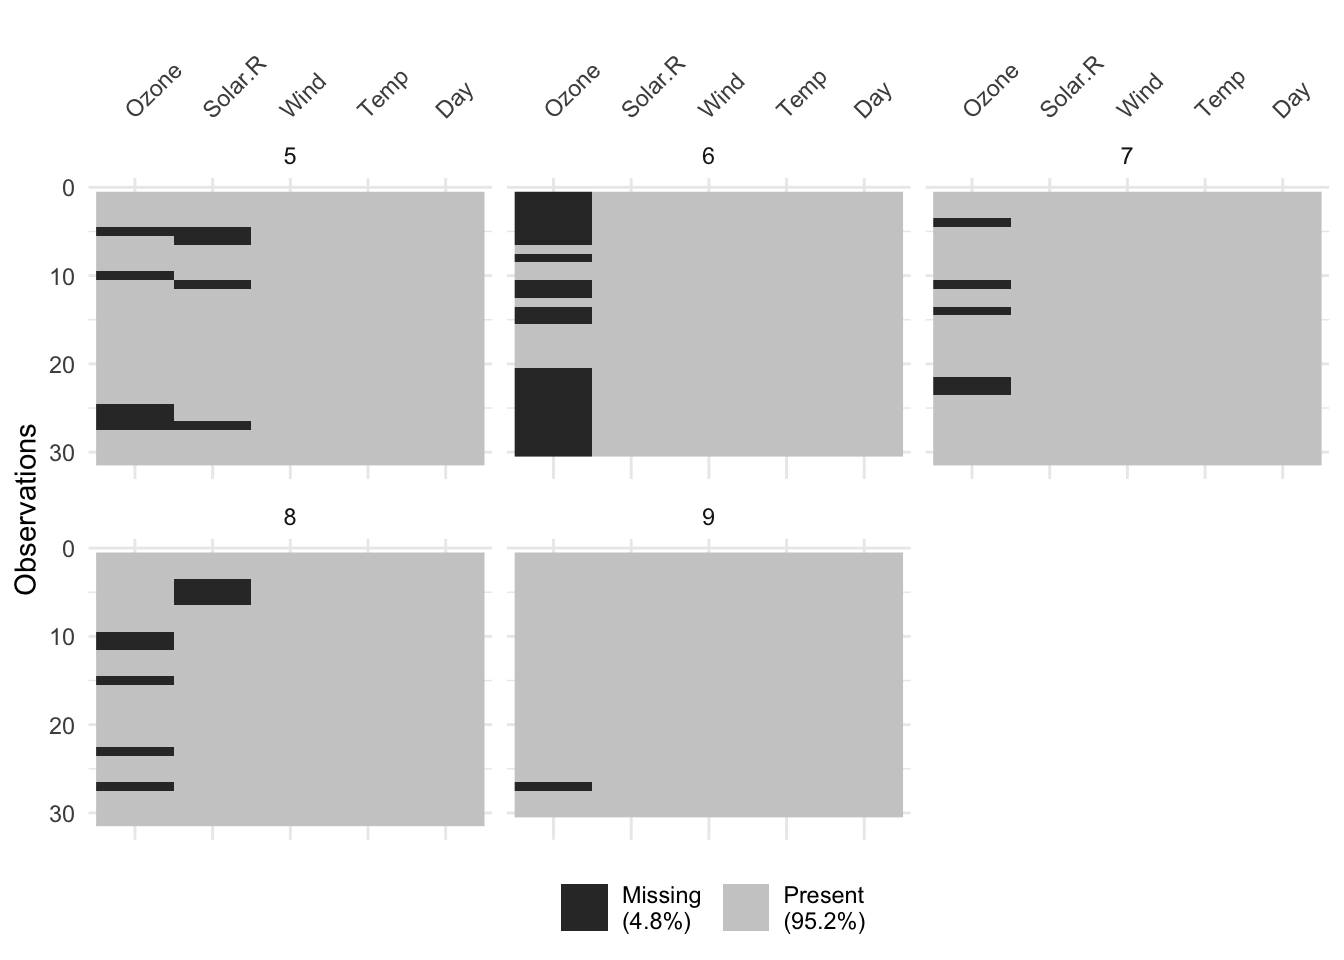 Ozone Solar.R Wind Temp Day
Ozone Solar.R Wind Temp Day
Ozone Solar.R Wind Temp Day
5
6
7
0
10
20
30
Observations
8
9
0
10
20
30
Missing
(4.8%)
Present
(95.2%)